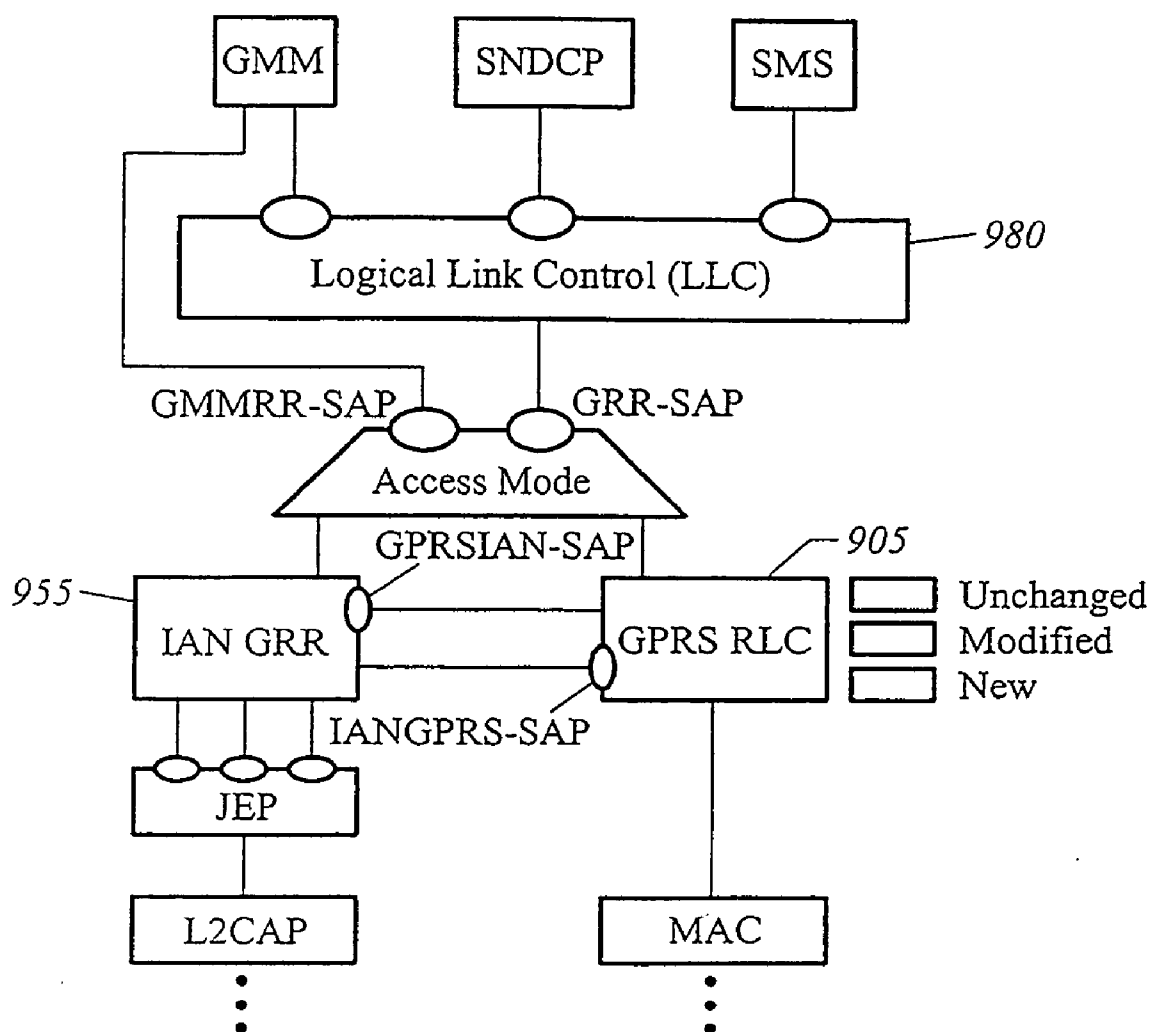 GMM
SNDCP
SMS
980
Logical Link Control (LLC)
GMMRR-SAP
GRR-SAP
Access Mode
GPRSIAN-SAP
905
955
IAN GRR
GPRS RLC
Unchanged
Modified
New
IANGPRS-SAP
JEP
L2CAP
MAC